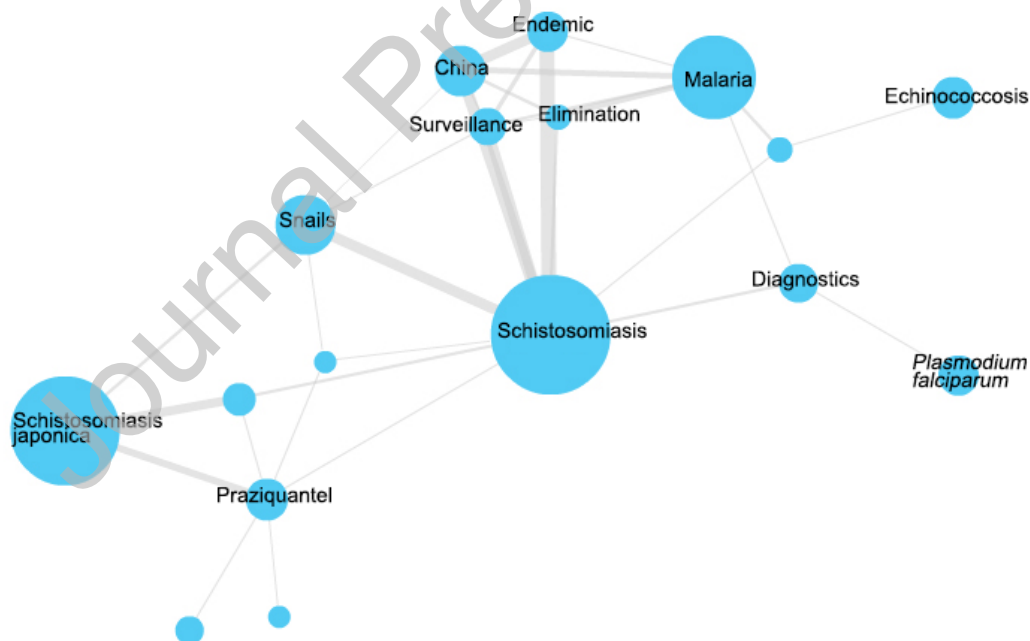 Endemic
China
Malaria
Echinococcosis
Surveillance
Elimination
Snails
Diagnostics
Schistosomiasis
Plasmodium
falciparum
Schistosomiasis
japonica
Praziquantel
Journal Pre